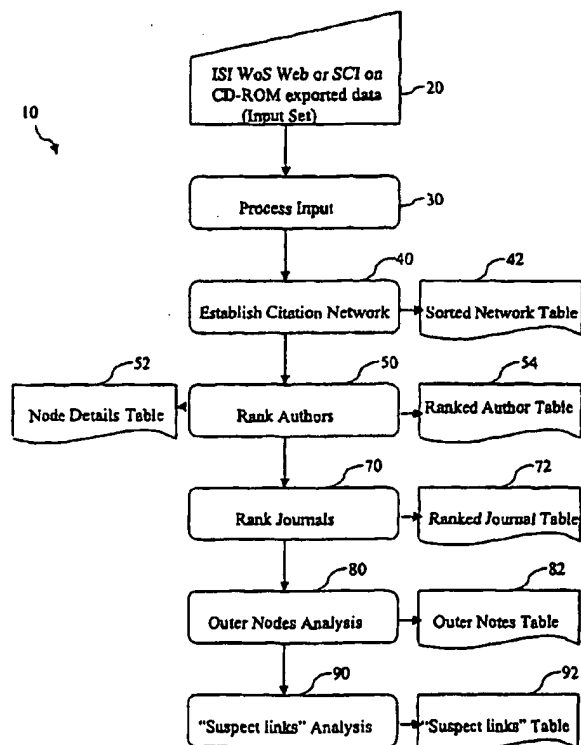 ISI WoS Web or SCI on
CD-ROM exported data
(Input Set)
20
10
Process Input
30
40
42
Establish Citation Network
Sorted Network Table
52
50
54
Node Details Table
Rank Authors
Ranked Author Table
70
72
Rank Journals
Ranked Journal Table
80
82
Outer Nodes Analysis
Outer Notes Table
90
92
"Suspect links" Analysis
"Suspect links" Table